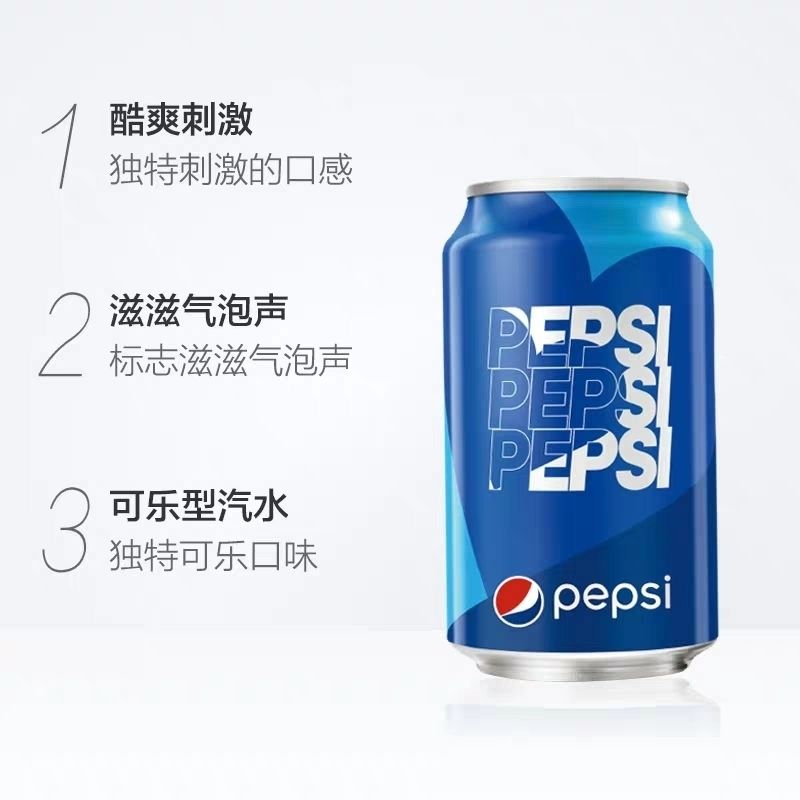 1
酷爽刺激
独特刺激的口感
2
滋滋气泡声
标志滋滋气泡声
3
可乐型汽水
独特可乐口味
PEPSI
PEPSI
PEPSI
pepsi